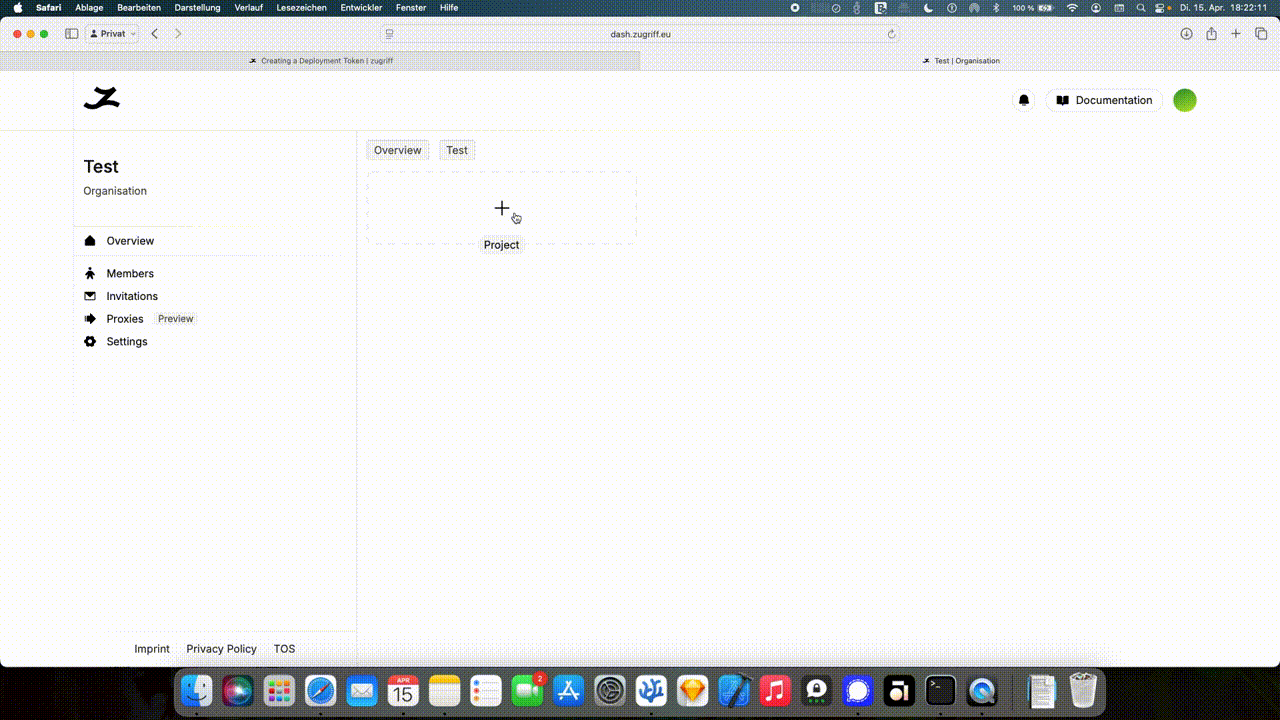 Safari Ablage Bearbeiten Darstellung Verlauf Lesezeichen Entwickler Fenster Hilfe 100 % Di. 15. Apr. 18:22:11
Privat dash.zugriff.eu
Creating a Deployment Token | zugriff Test | Organisation
Documentation
Test
Organisation
Overview
Members
Invitations
Proxies Preview
Settings
Overview Test
Project
Imprint Privacy Policy TOS
APR
15
2